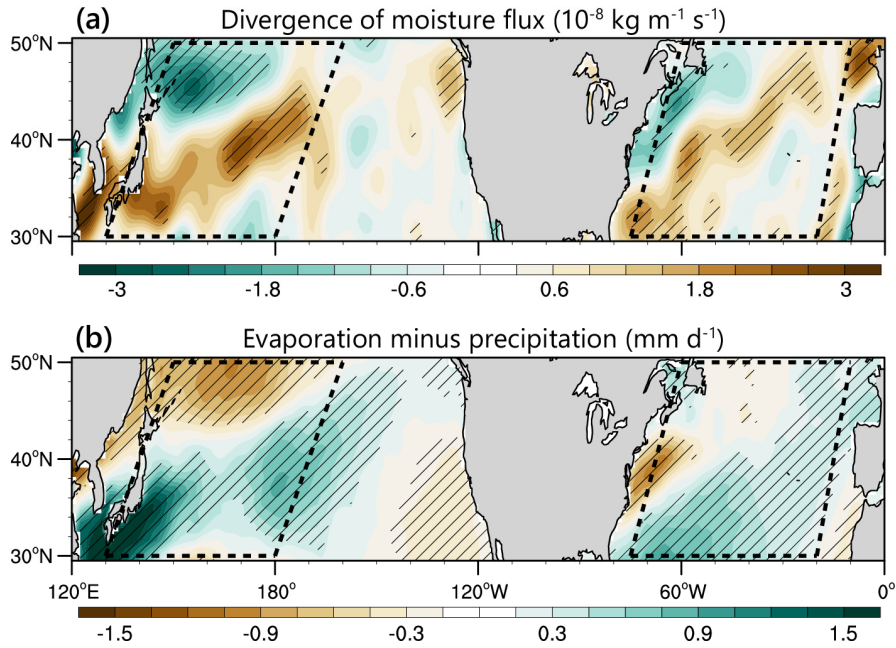 (a) Divergence of moisture flux (10⁻⁸ kg m⁻¹ s⁻¹)
50°N
40°N
30°N
-3 -1.8 -0.6 0.6 1.8 3
(b) Evaporation minus precipitation (mm d⁻¹)
50°N
40°N
30°N
120°E 180° 120°W 60°W 0°
-1.5 -0.9 -0.3 0.3 0.9 1.5